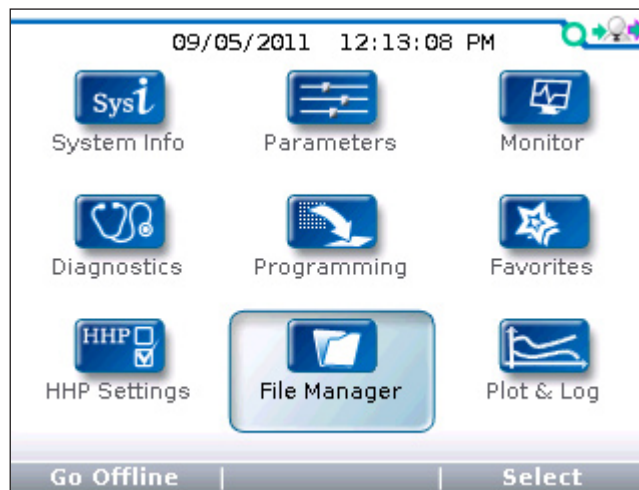 09/05/2011 12:13:08 PM
Sysi
System Info
Parameters
Monitor
Diagnostics
Programming
Favorites
HHP
HHP Settings
File Manager
Plot & Log
Go Offline
Select